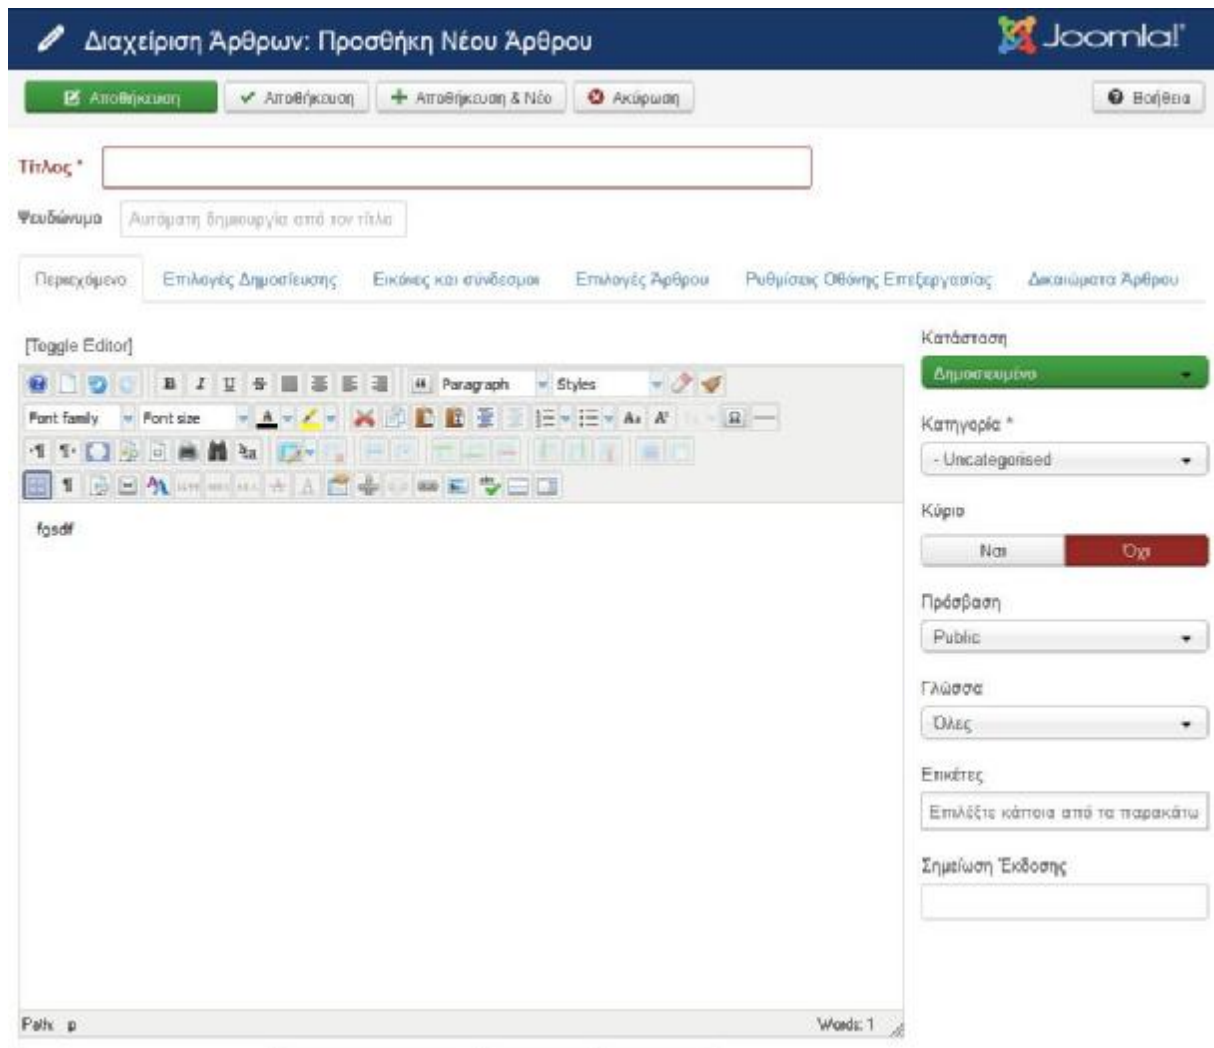 Διαχείριση Άρθρων: Προσθήκη Νέου Άρθρου
Joomla!
Αποθήκευση
Αποθήκευση
Αποθήκευση & Νέο
Ακύρωση
Βοήθεια
Τίτλος *
Ψευδώνυμο
Αυτόματη δημιουργία από τον τίτλο
Περιεχόμενο
Επιλογές Δημοσίευσης
Εικόνες και σύνδεσμοι
Επιλογές Άρθρου
Ρυθμίσεις Οθόνης Επεξεργασίας
Δικαιώματα Άρθρου
[Toggle Editor]
B I U
Paragraph
Styles
Font family
Font size
fgsdf
Path: p
Words: 1
Κατάσταση
Δημοσιευμένο
Κατηγορία *
- Uncategorised
Κύριο
Ναι
Όχι
Πρόσβαση
Public
Γλώσσα
Όλες
Ετικέτες
Επιλέξτε κάποια από τα παρακάτω
Σημείωση Έκδοσης